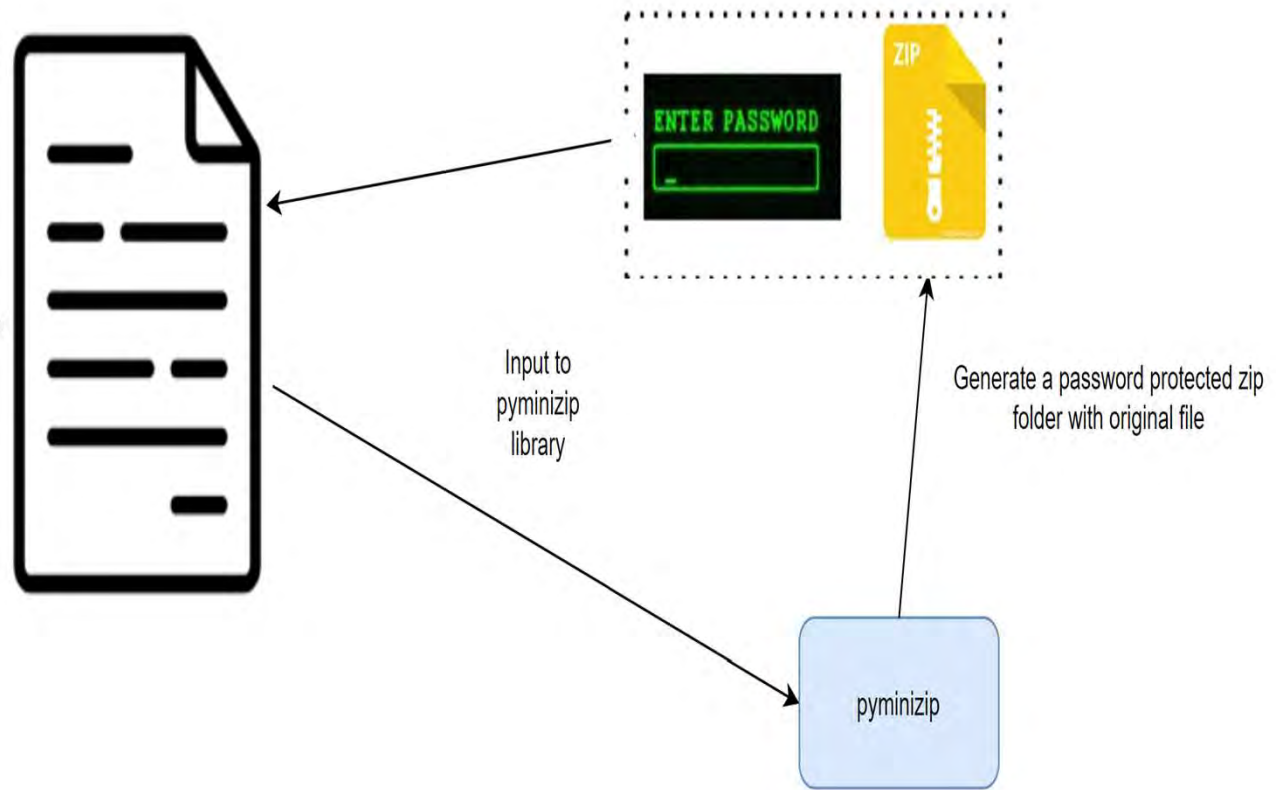 ZIP
ENTER PASSWORD
Input to
pyminizip
library
Generate a password protected zip
folder with original file
pyminizip